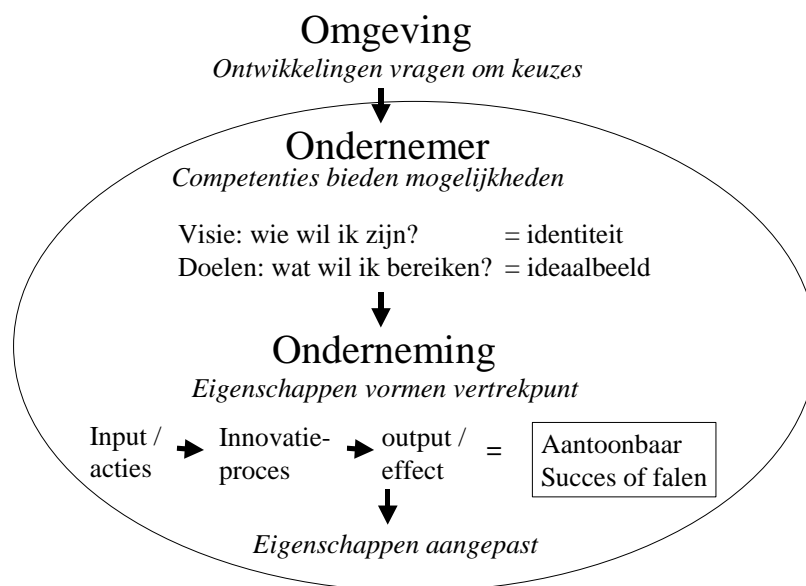 Omgeving
Ontwikkelingen vragen om keuzes
Ondernemer
Competenties bieden mogelijkheden
Visie: wie wil ik zijn? = identiteit
Doelen: wat wil ik bereiken? = ideaalbeeld
Onderneming
Eigenschappen vormen vertrekpunt
Input /
acties
Innovatie-
proces
output /
effect
=
Aantoonbaar
Succes of falen
Eigenschappen aangepast